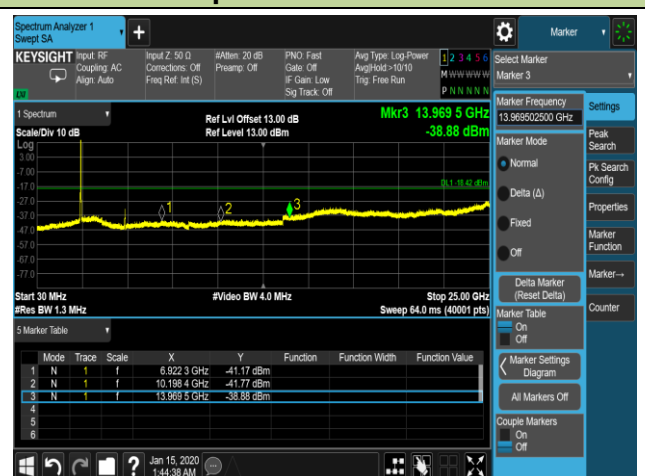 Spectrum Analyzer 1
Swept SA
Marker
KEYSIGHT
Input: RF
Coupling: AC
Align: Auto
Input Z: 50 Ω
Corrections: Off
Freq Ref: Int (S)
#Atten: 20 dB
Preamp: Off
PNO: Fast
Gate: Off
IF Gain: Low
Sig Track: Off
Avg Type: Log-Power
Avg|Hold:>10/10
Trig: Free Run
1 2 3 4 5 6
M W W W W W
P N N N N N
LXI
Select Marker
Marker 3
1 Spectrum
Scale/Div 10 dB
Ref Lvl Offset 13.00 dB
Ref Level 13.00 dBm
Mkr3 13.969 5 GHz
-38.88 dBm
Log
3.00
-7.00
-17.0
-27.0
-37.0
-47.0
-57.0
-67.0
-77.0
DL1 -18.42 dBm
1
2
3
Start 30 MHz
#Res BW 1.3 MHz
#Video BW 4.0 MHz
Stop 25.00 GHz
Sweep 64.0 ms (40001 pts)
5 Marker Table
Mode Trace Scale X Y Function Function Width Function Value
1 N 1 f 6.922 3 GHz -41.17 dBm
2 N 1 f 10.198 4 GHz -41.77 dBm
3 N 1 f 13.969 5 GHz -38.88 dBm
4
5
6
Jan 15, 2020
1:44:38 AM
Marker Frequency
13.969502500 GHz
Marker Mode
Normal
Delta (Δ)
Fixed
Off
Delta Marker
(Reset Delta)
Marker Table
On
Off
Marker Settings
Diagram
All Markers Off
Couple Markers
On
Off
Settings
Peak
Search
Pk Search
Config
Properties
Marker
Function
Marker→
Counter